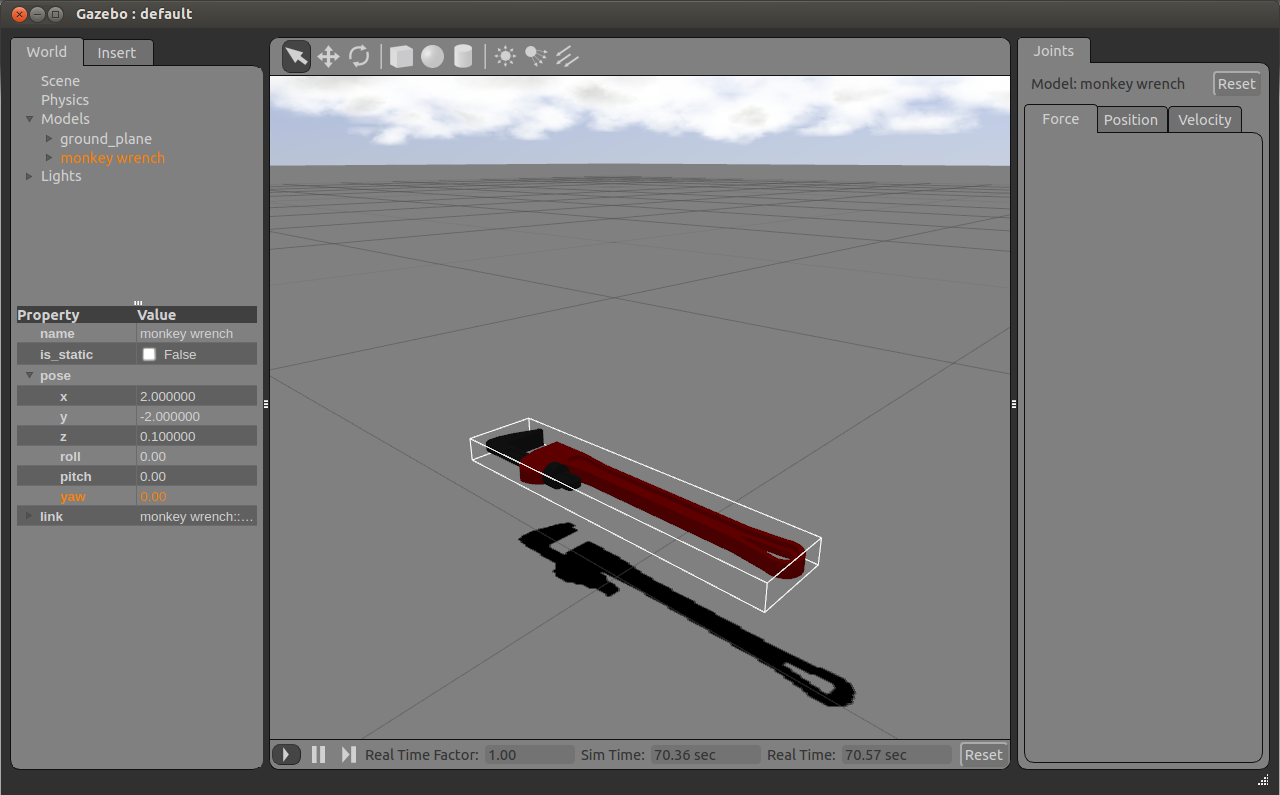 Gazebo : default
World Insert
Scene
Physics
Models
ground_plane
monkey wrench
Lights
Property Value
name monkey wrench
is_static False
pose
x 2.000000
y -2.000000
z 0.100000
roll 0.00
pitch 0.00
yaw 0.00
link monkey wrench::...
Real Time Factor: 1.00 Sim Time: 70.36 sec Real Time: 70.57 sec Reset
Joints
Model: monkey wrench Reset
Force Position Velocity